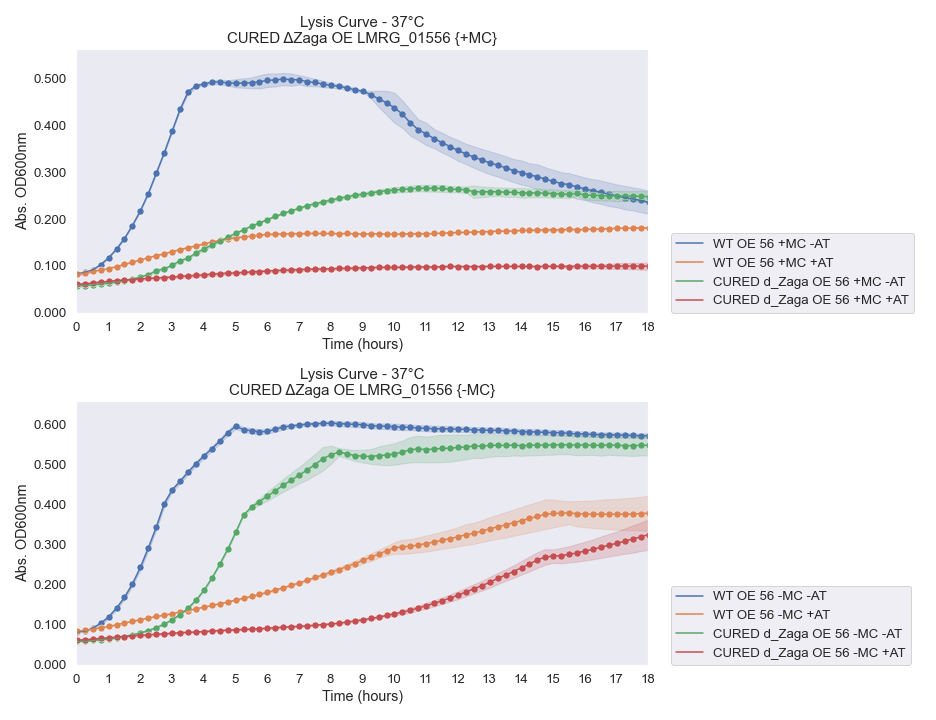 Lysis Curve - 37°C
CURED ΔZaga OE LMRG_01556 {+MC}
Abs. OD600nm
0.500
0.400
0.300
0.200
0.100
0.000
0 1 2 3 4 5 6 7 8 9 10 11 12 13 14 15 16 17 18
Time (hours)
WT OE 56 +MC -AT
WT OE 56 +MC +AT
CURED d_Zaga OE 56 +MC -AT
CURED d_Zaga OE 56 +MC +AT
Lysis Curve - 37°C
CURED ΔZaga OE LMRG_01556 {-MC}
Abs. OD600nm
0.600
0.500
0.400
0.300
0.200
0.100
0.000
0 1 2 3 4 5 6 7 8 9 10 11 12 13 14 15 16 17 18
Time (hours)
WT OE 56 -MC -AT
WT OE 56 -MC +AT
CURED d_Zaga OE 56 -MC -AT
CURED d_Zaga OE 56 -MC +AT